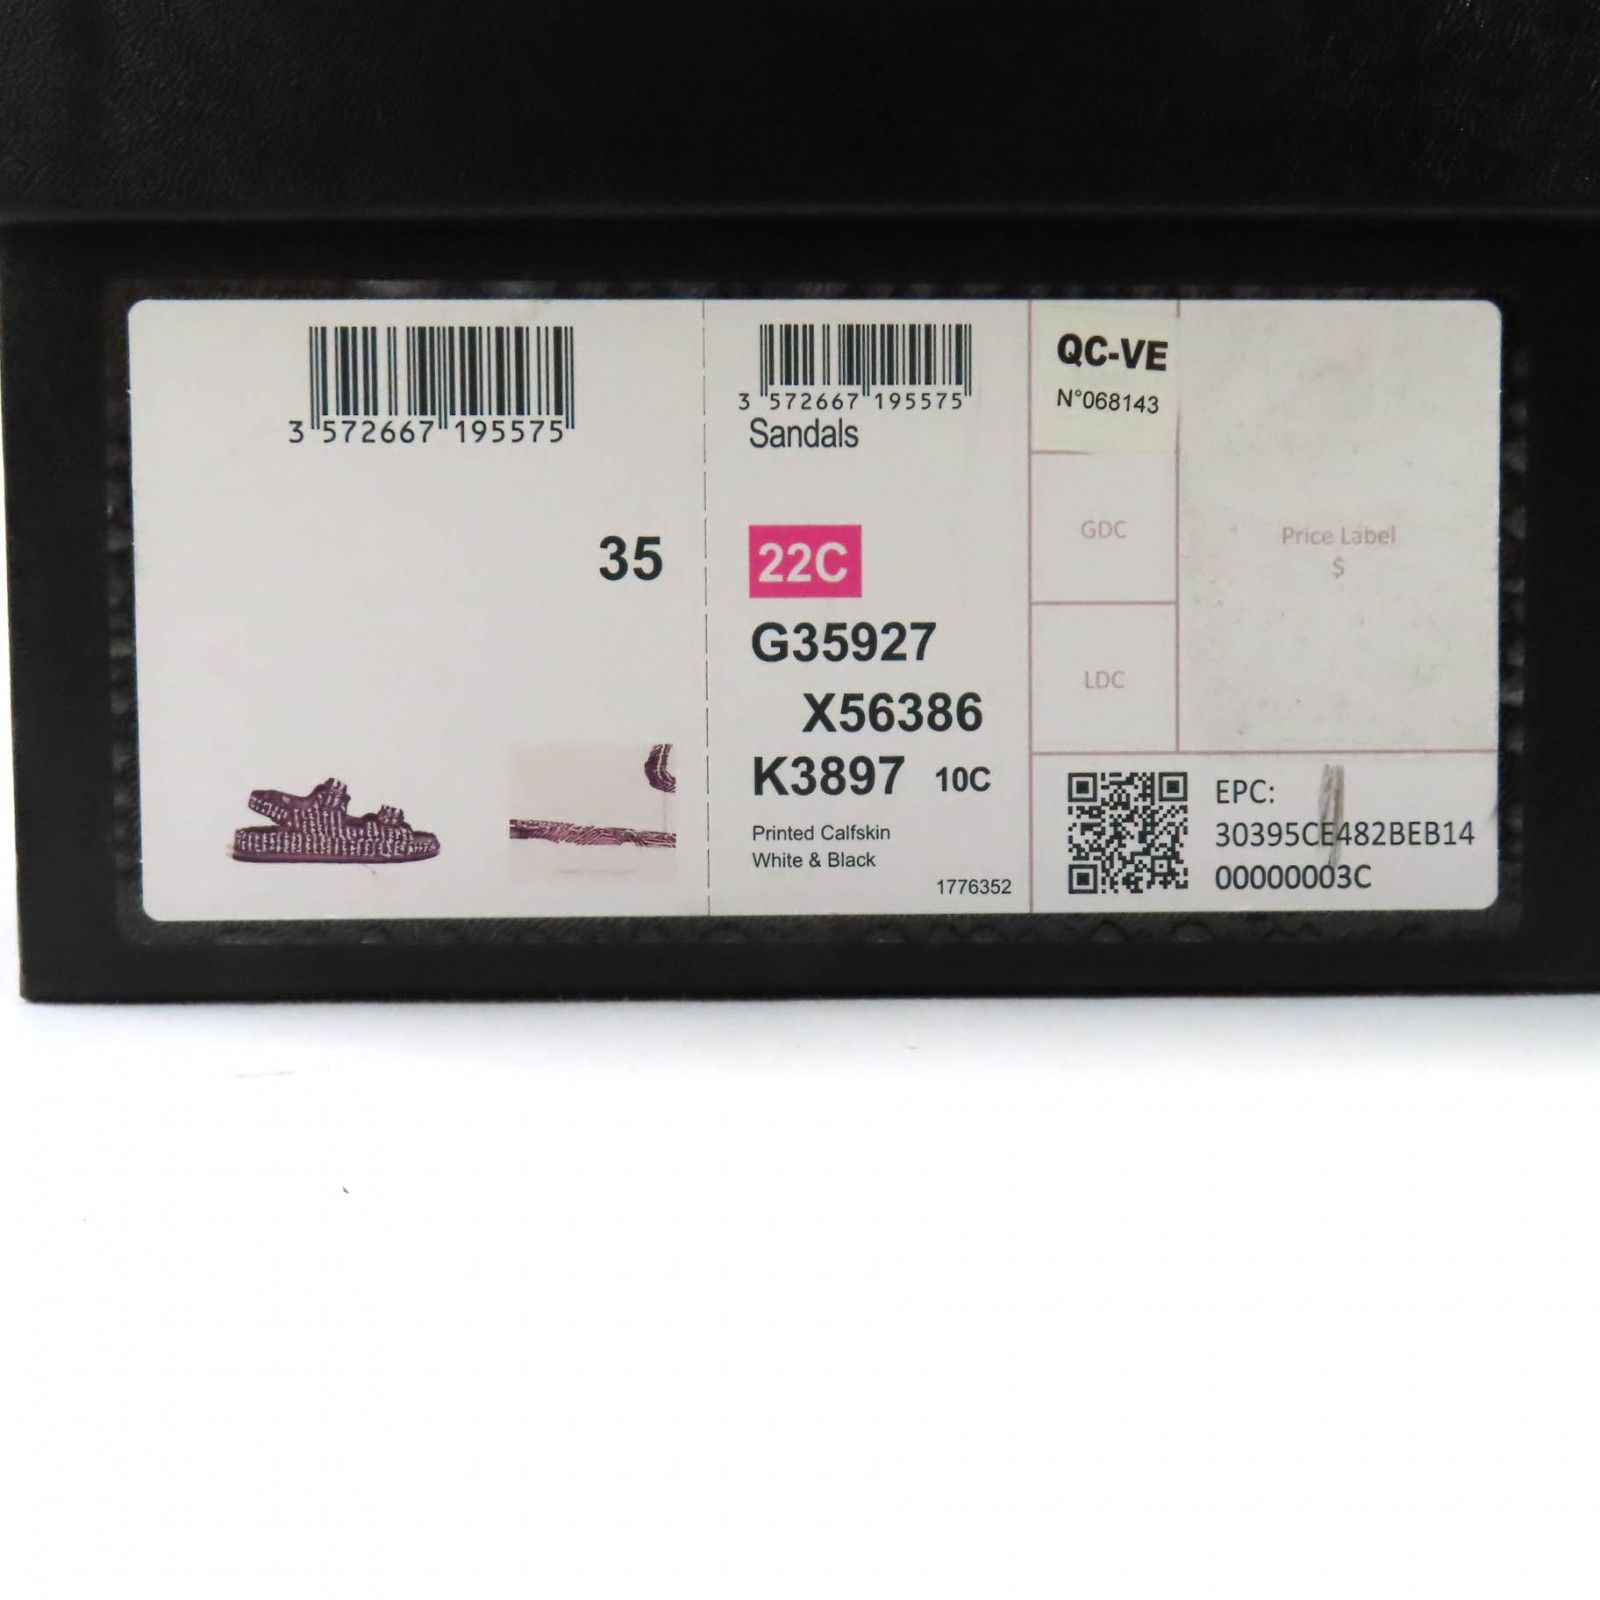 3 572667 195575
35
3 572667 195575
Sandals
22C
G35927
X56386
K3897 10C
Printed Calfskin
White & Black
1776352
QC-VE
N°068143
GDC
LDC
Price Label
$
EPC:
30395CE482BEB14
00000003C